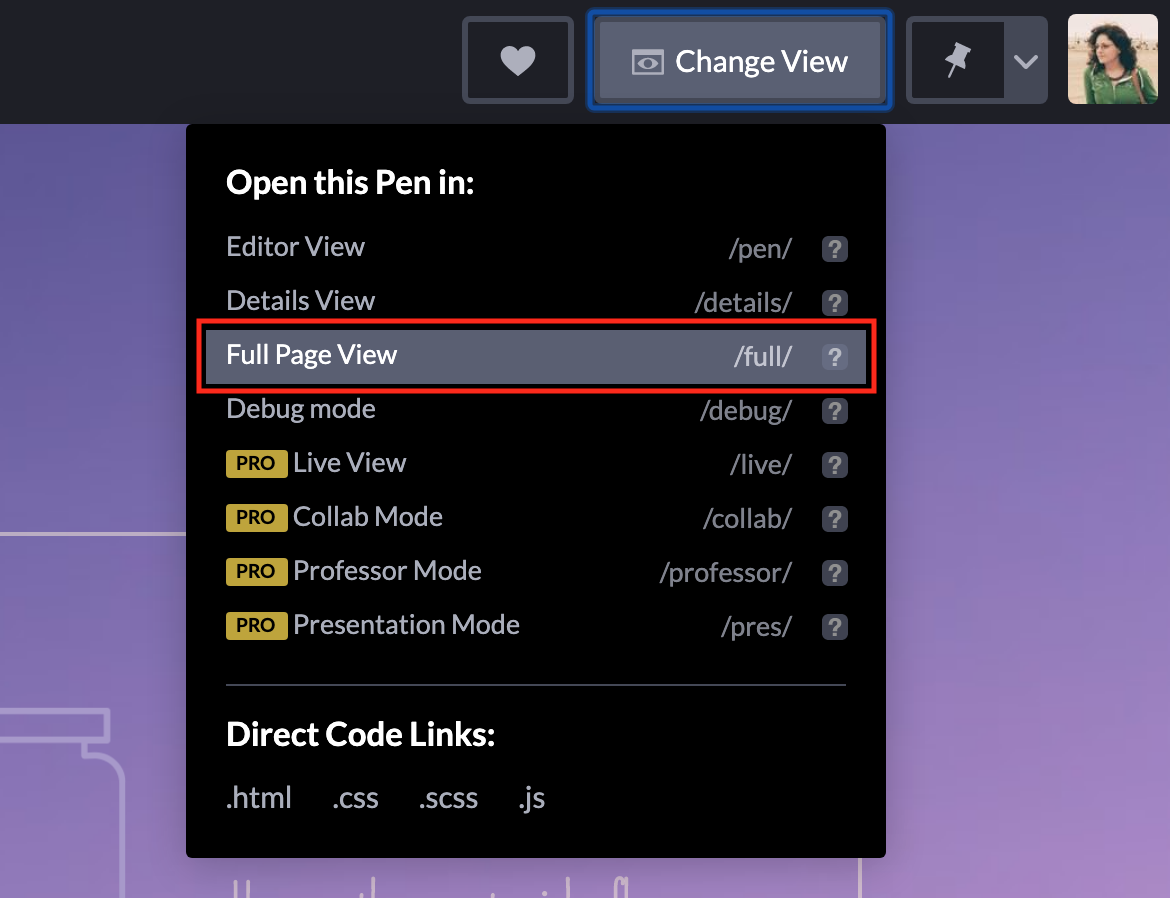 Change View
Open this Pen in:
Editor View /pen/ ?
Details View /details/ ?
Full Page View /full/ ?
Debug mode /debug/ ?
PRO Live View /live/ ?
PRO Collab Mode /collab/ ?
PRO Professor Mode /professor/ ?
PRO Presentation Mode /pres/ ?
Direct Code Links:
.html .css .scss .js